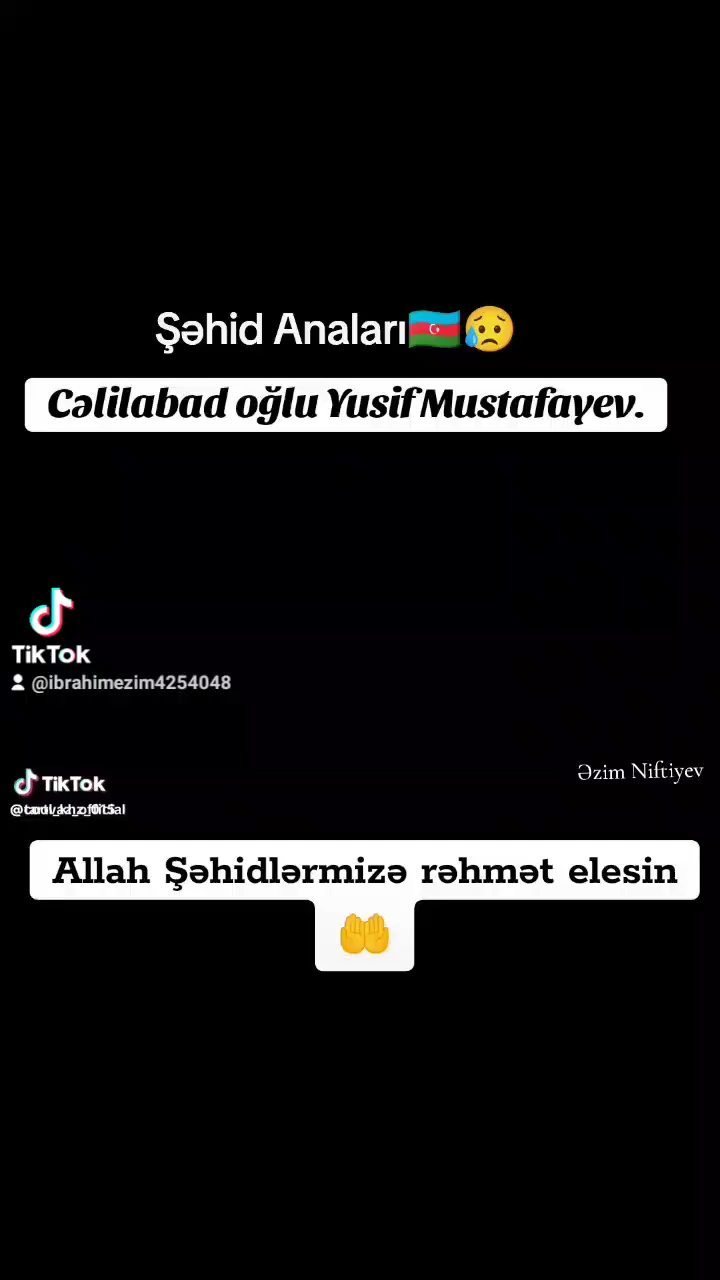 Şəhid Anaları🇦🇿😥
Cəlilabad oğlu Yusif Mustafayev.
TikTok
@ibrahimezim4254048
Əzim Niftiyev
TikTok
Allah Şəhidlərmizə rəhmət elesin
🤲